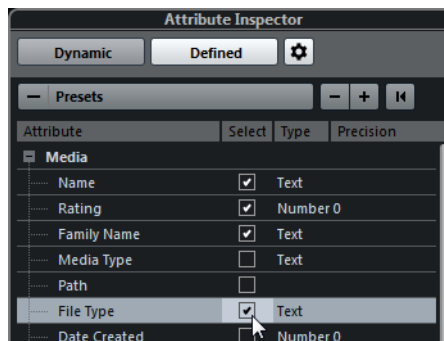 Attribute Inspector
Dynamic Defined
Presets
Attribute Select Type Precision
Media
Name Text
Rating Number 0
Family Name Text
Media Type Text
Path
File Type Text
Date Created Number 0